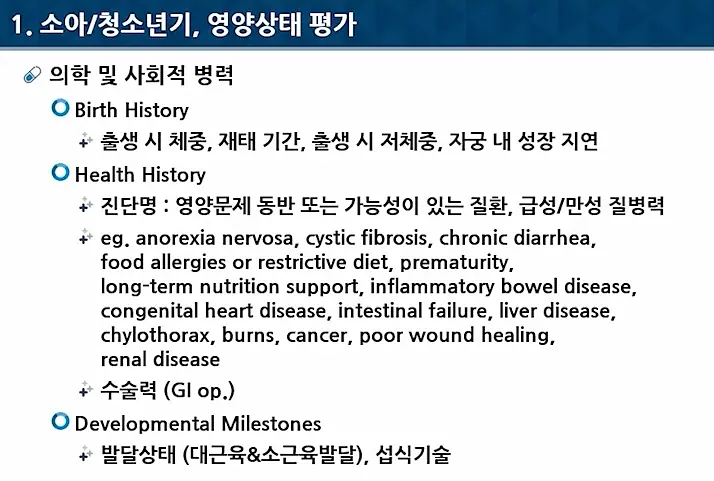 1. 소아/청소년기, 영양상태 평가
의학 및 사회적 병력
Birth History
출생 시 체중, 재태 기간, 출생 시 저체중, 자궁 내 성장 지연
Health History
진단명 : 영양문제 동반 또는 가능성이 있는 질환, 급성/만성 질병력
eg. anorexia nervosa, cystic fibrosis, chronic diarrhea,
food allergies or restrictive diet, prematurity,
long-term nutrition support, inflammatory bowel disease,
congenital heart disease, intestinal failure, liver disease,
chylothorax, burns, cancer, poor wound healing,
renal disease
수술력 (GI op.)
Developmental Milestones
발달상태 (대근육&소근육발달), 섭식기술